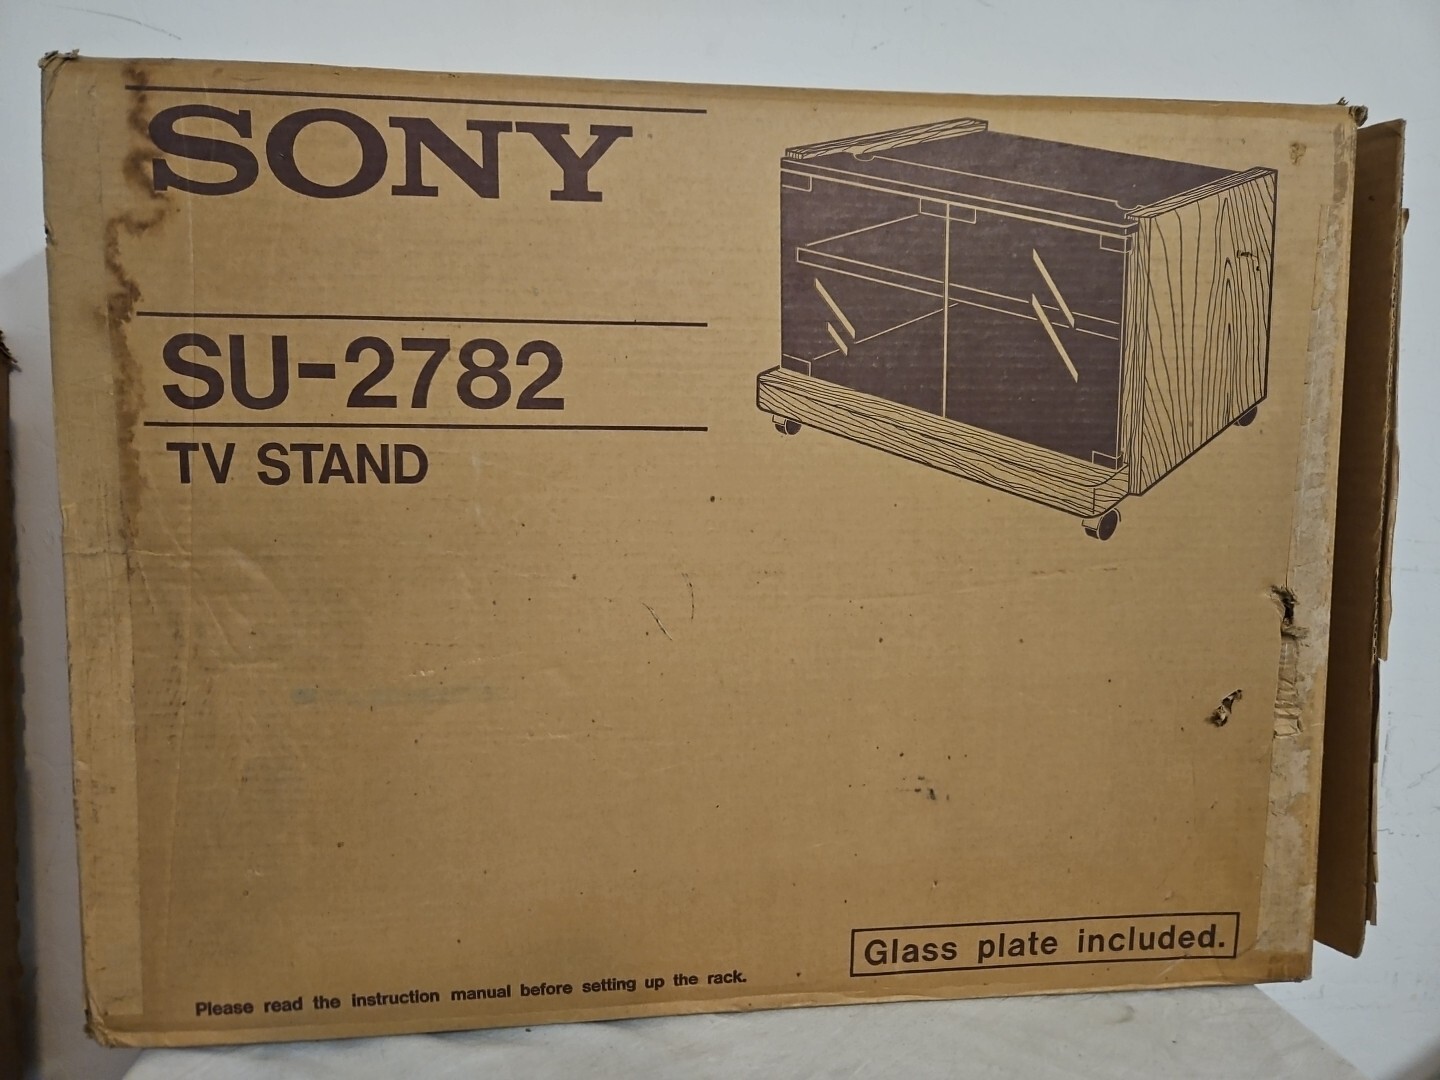 SONY
SU-2782
TV STAND
Glass plate included.
Please read the instruction manual before setting up the rack.